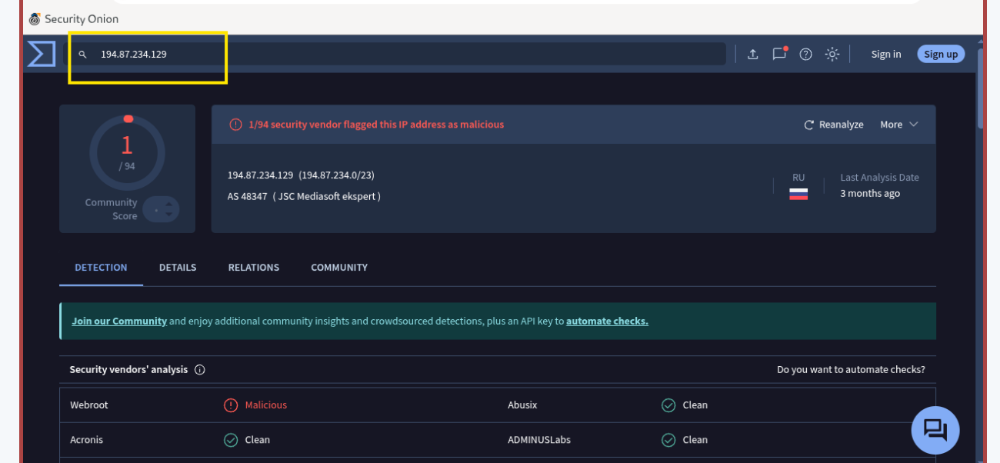 Security Onion
194.87.234.129
Sign in
Sign up
1
/ 94
Community
Score
1/94 security vendor flagged this IP address as malicious
Reanalyze
More
194.87.234.129 (194.87.234.0/23)
AS 48347 ( JSC Mediasoft ekspert )
RU
Last Analysis Date
3 months ago
DETECTION
DETAILS
RELATIONS
COMMUNITY
Join our Community and enjoy additional community insights and crowdsourced detections, plus an API key to automate checks.
Security vendors' analysis
Do you want to automate checks?
Webroot
Malicious
Abusix
Clean
Acronis
Clean
ADMINUSLabs
Clean